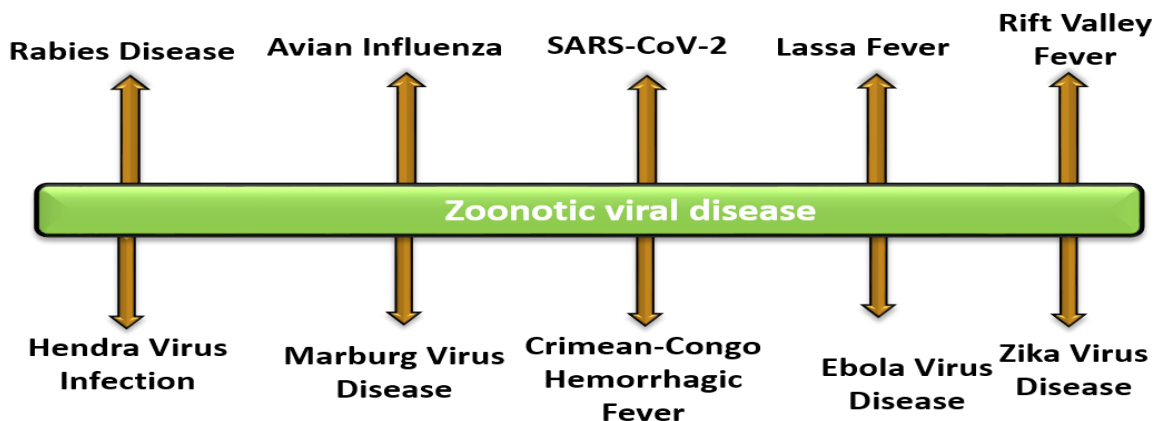 Rabies Disease
Avian Influenza
SARS-CoV-2
Lassa Fever
Rift Valley
Fever
Zoonotic viral disease
Hendra Virus
Infection
Marburg Virus
Disease
Crimean-Congo
Hemorrhagic
Fever
Ebola Virus
Disease
Zika Virus
Disease